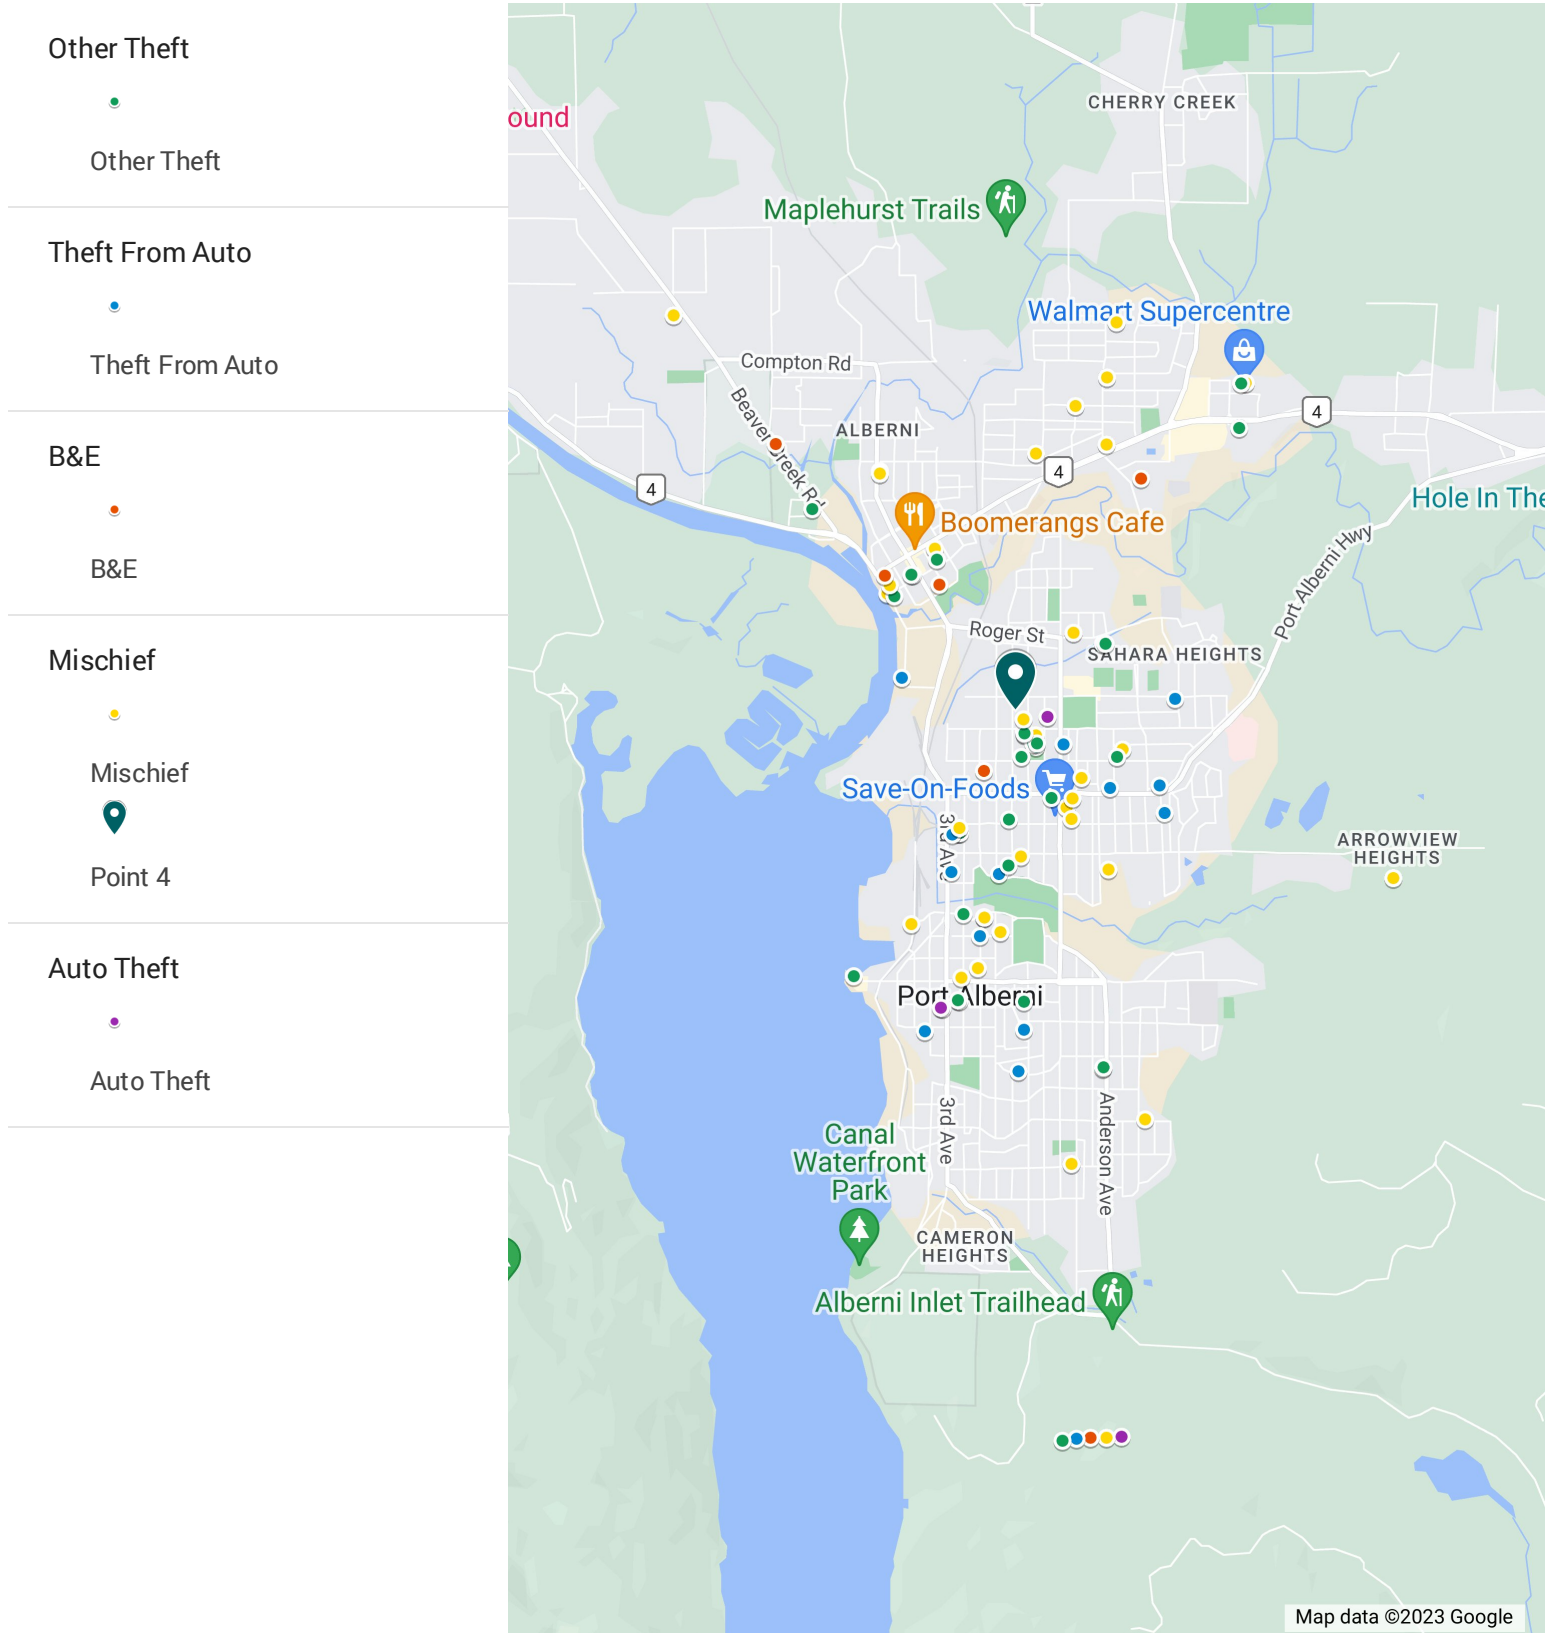 Other Theft
Other Theft
Theft From Auto
Theft From Auto
B&E
B&E
Mischief
Mischief
Point 4
Auto Theft
Auto Theft
CHERRY CREEK
ound
Maplehurst Trails
Walmart Supercentre
Compton Rd
Beaver Creek Rd
ALBERNI
4
4
4
Hole In The
Boomerangs Cafe
Port Alberni Hwy
Roger St
SAHARA HEIGHTS
Save-On-Foods
3rd Ave
ARROWVIEW
HEIGHTS
Port Alberni
3rd Ave
Anderson Ave
Canal
Waterfront
Park
CAMERON
HEIGHTS
Alberni Inlet Trailhead
Map data ©2023 Google